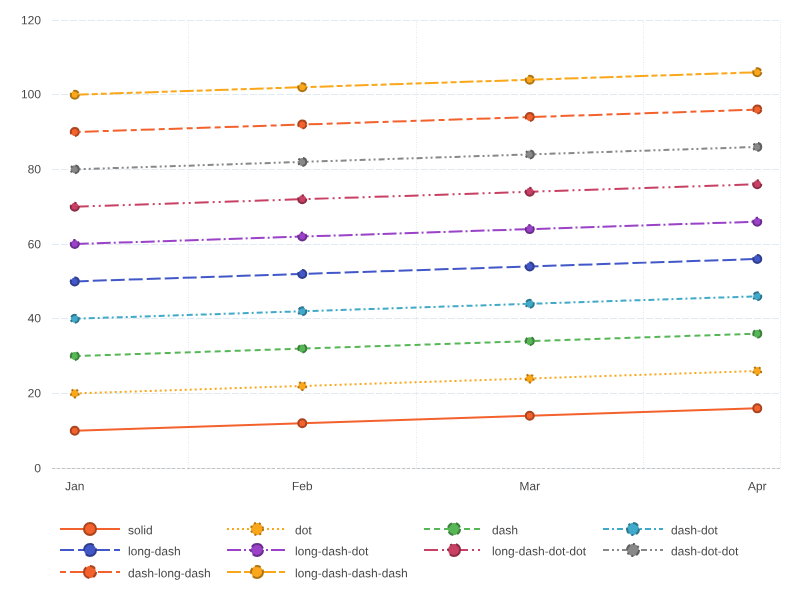 120
100
80
60
40
20
0
Jan Feb Mar Apr
solid dot dash dash-dot
long-dash long-dash-dot long-dash-dot-dot dash-dot-dot
dash-long-dash long-dash-dash-dash